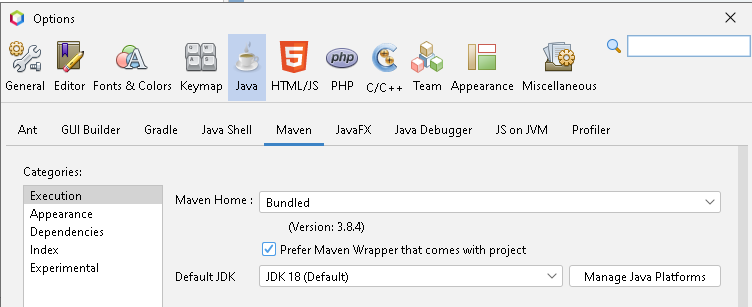 Options
General Editor Fonts & Colors Keymap Java HTML/JS PHP C/C++ Team Appearance Miscellaneous
Ant GUI Builder Gradle Java Shell Maven JavaFX Java Debugger JS on JVM Profiler
Categories:
Execution
Appearance
Dependencies
Index
Experimental
Maven Home : Bundled
(Version: 3.8.4)
Prefer Maven Wrapper that comes with project
Default JDK JDK 18 (Default) Manage Java Platforms